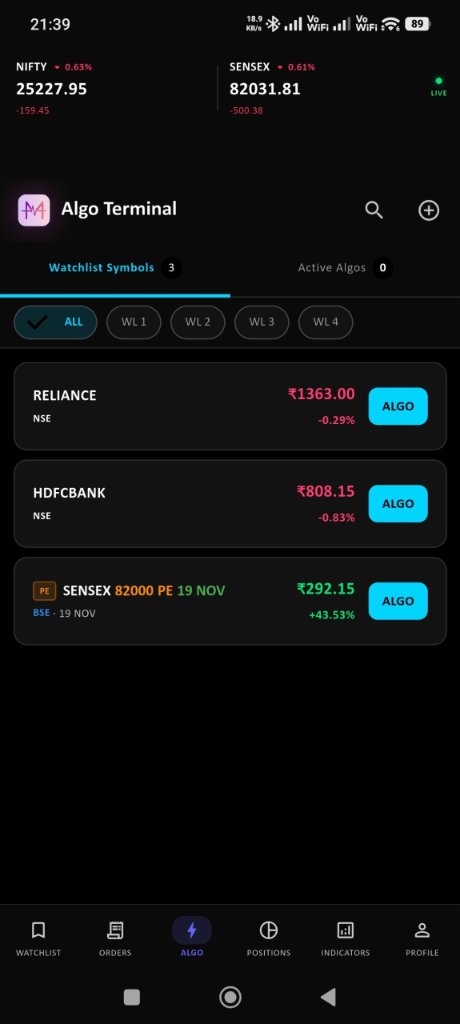 21:39
18.9 KB/s
Vo WiFi
Vo WiFi
89
NIFTY 0.63%
25227.95
-159.45
SENSEX 0.61%
82031.81
-500.38
LIVE
Algo Terminal
Watchlist Symbols 3
Active Algos 0
ALL
WL 1
WL 2
WL 3
WL 4
RELIANCE
NSE
₹1363.00
-0.29%
ALGO
HDFCBANK
NSE
₹808.15
-0.83%
ALGO
PE SENSEX 82000 PE 19 NOV
BSE · 19 NOV
₹292.15
+43.53%
ALGO
WATCHLIST
ORDERS
ALGO
POSITIONS
INDICATORS
PROFILE